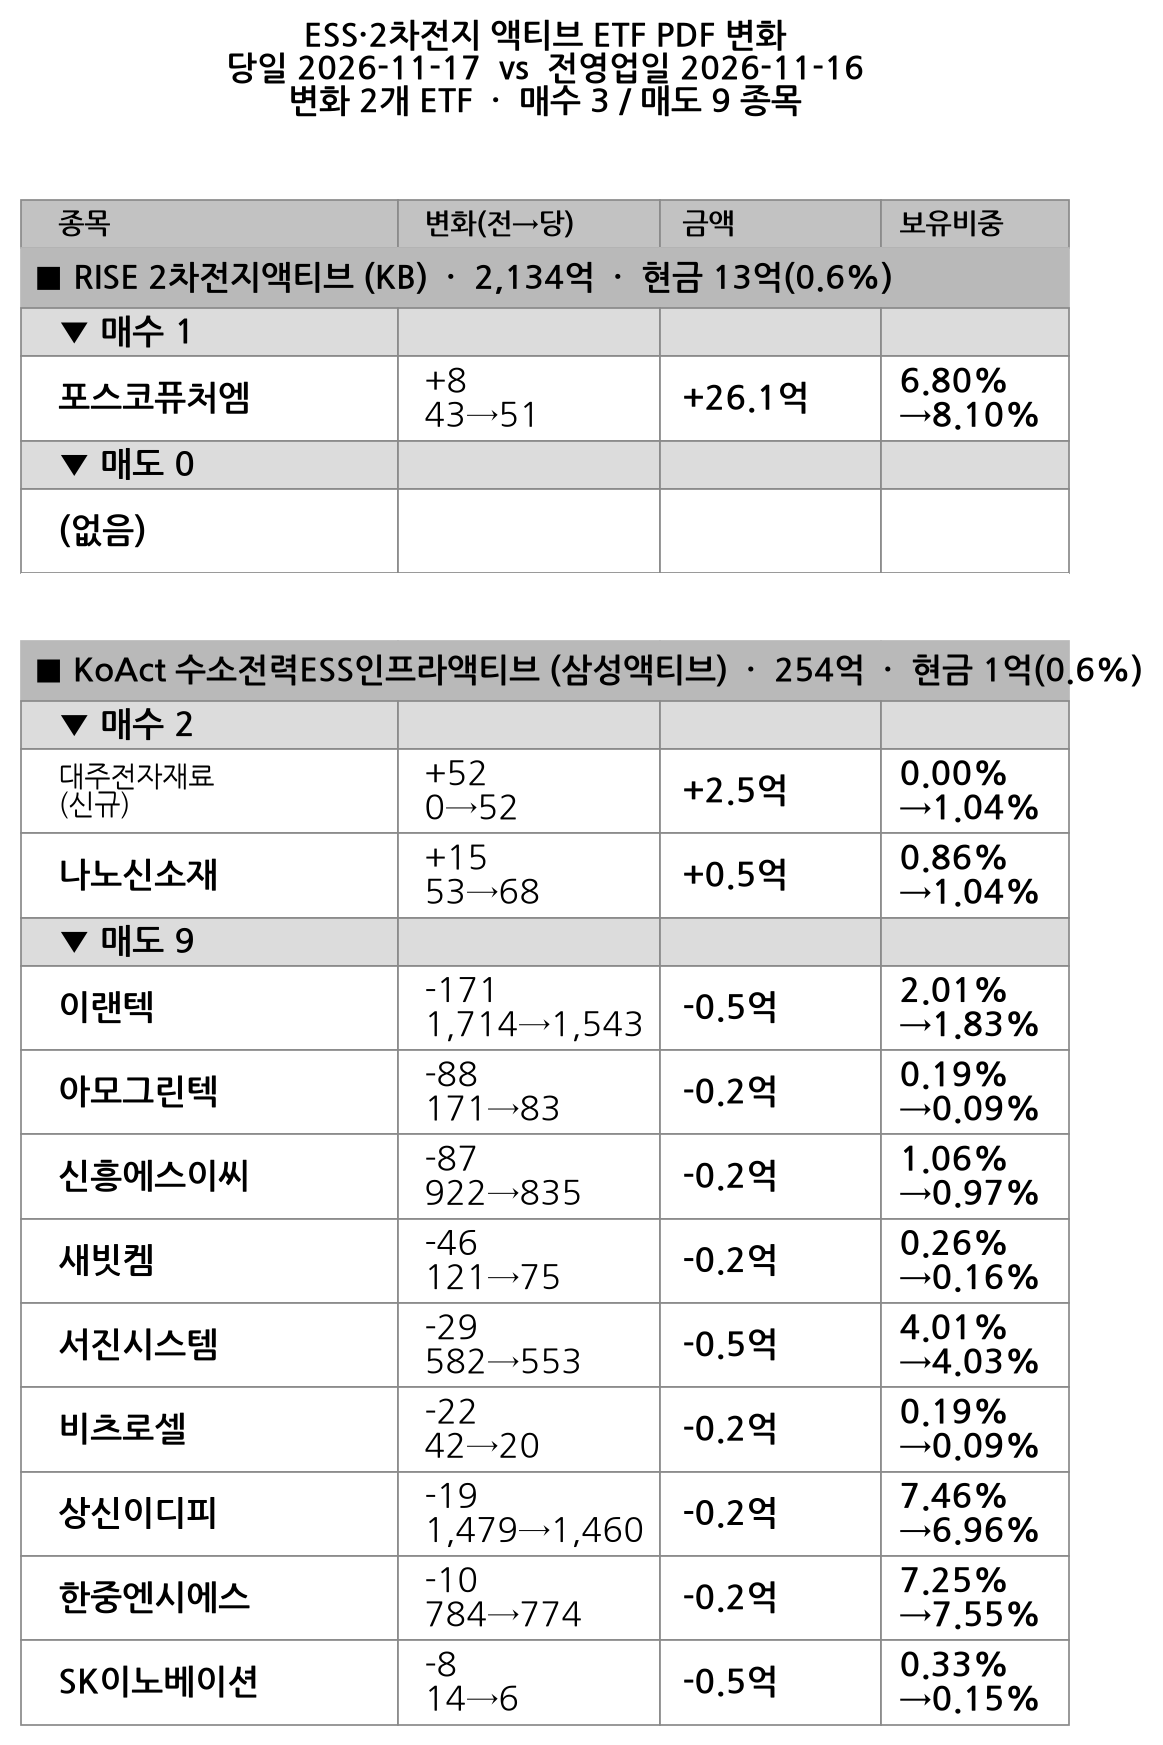 ESS·2차전지 액티브 ETF PDF 변화
당일 2026-11-17 vs 전영업일 2026-11-16
변화 2개 ETF · 매수 3 / 매도 9 종목
종목 변화(전→당) 금액 보유비중
■ RISE 2차전지액티브 (KB) · 2,134억 · 현금 13억(0.6%)
▼ 매수 1
포스코퓨처엠 +8 43→51 +26.1억 6.80% →8.10%
▼ 매도 0
(없음)
■ KoAct 수소전력ESS인프라액티브 (삼성액티브) · 254억 · 현금 1억(0.6%)
▼ 매수 2
대주전자재료 (신규) +52 0→52 +2.5억 0.00% →1.04%
나노신소재 +15 53→68 +0.5억 0.86% →1.04%
▼ 매도 9
이랜텍 -171 1,714→1,543 -0.5억 2.01% →1.83%
아모그린텍 -88 171→83 -0.2억 0.19% →0.09%
신흥에스이씨 -87 922→835 -0.2억 1.06% →0.97%
새빗켐 -46 121→75 -0.2억 0.26% →0.16%
서진시스템 -29 582→553 -0.5억 4.01% →4.03%
비츠로셀 -22 42→20 -0.2억 0.19% →0.09%
상신이디피 -19 1,479→1,460 -0.2억 7.46% →6.96%
한중엔시에스 -10 784→774 -0.2억 7.25% →7.55%
SK이노베이션 -8 14→6 -0.5억 0.33% →0.15%